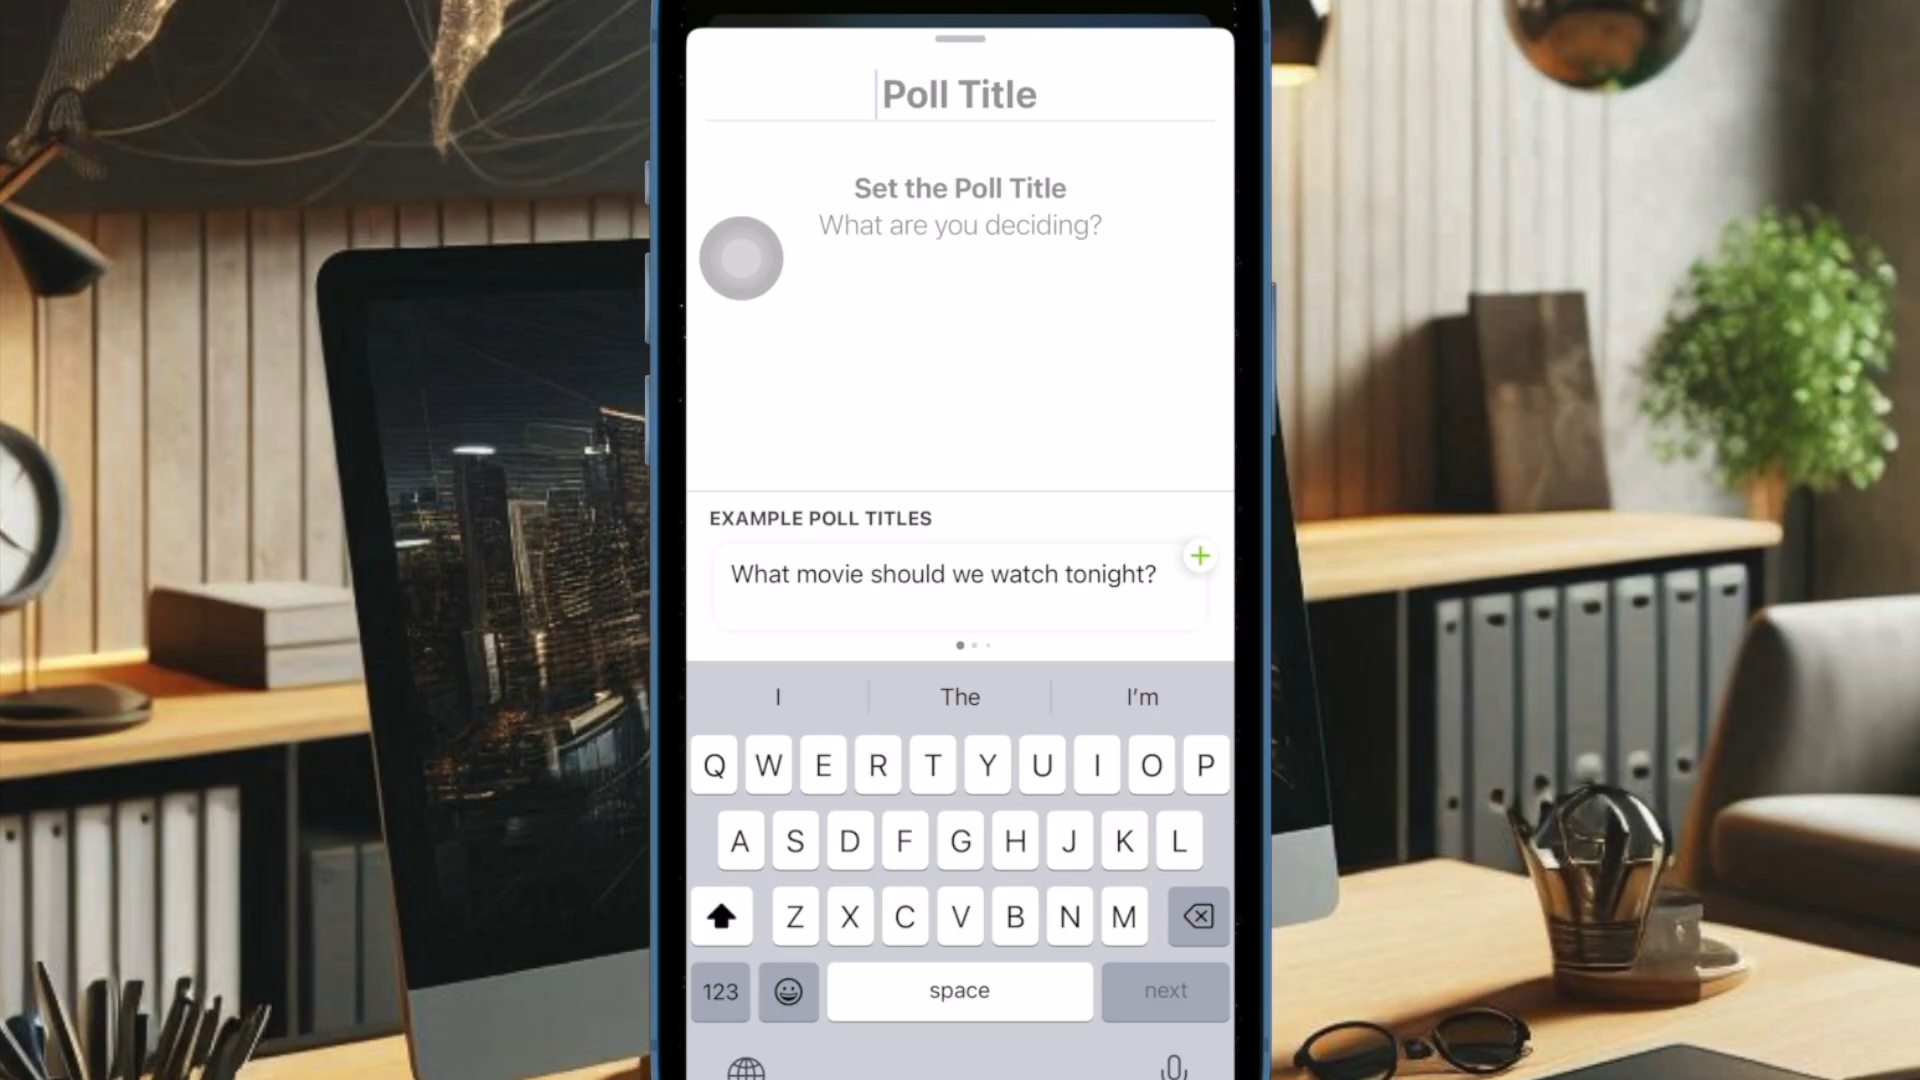 Poll Title
Set the Poll Title
What are you deciding?
EXAMPLE POLL TITLES
What movie should we watch tonight?
I The I'm
Q W E R T Y U I O P
A S D F G H J K L
Z X C V B N M
123 space next